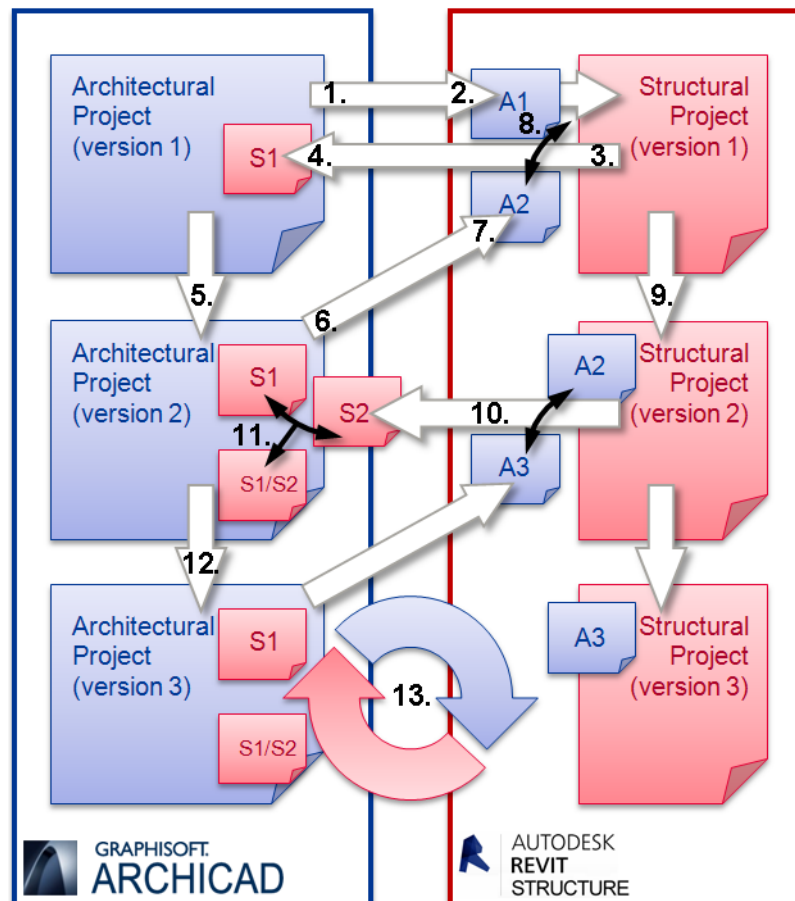 Architectural
Project
(version 1)
1.
2.
A1
8.
Structural
Project
(version 1)
S1
4.
3.
A2
7.
5.
6.
9.
Architectural
Project
(version 2)
S1
S2
11.
S1/S2
10.
A2
Structural
Project
(version 2)
A3
12.
Architectural
Project
(version 3)
S1
S1/S2
13.
A3
Structural
Project
(version 3)
GRAPHISOFT.
ARCHICAD
AUTODESK
REVIT
STRUCTURE